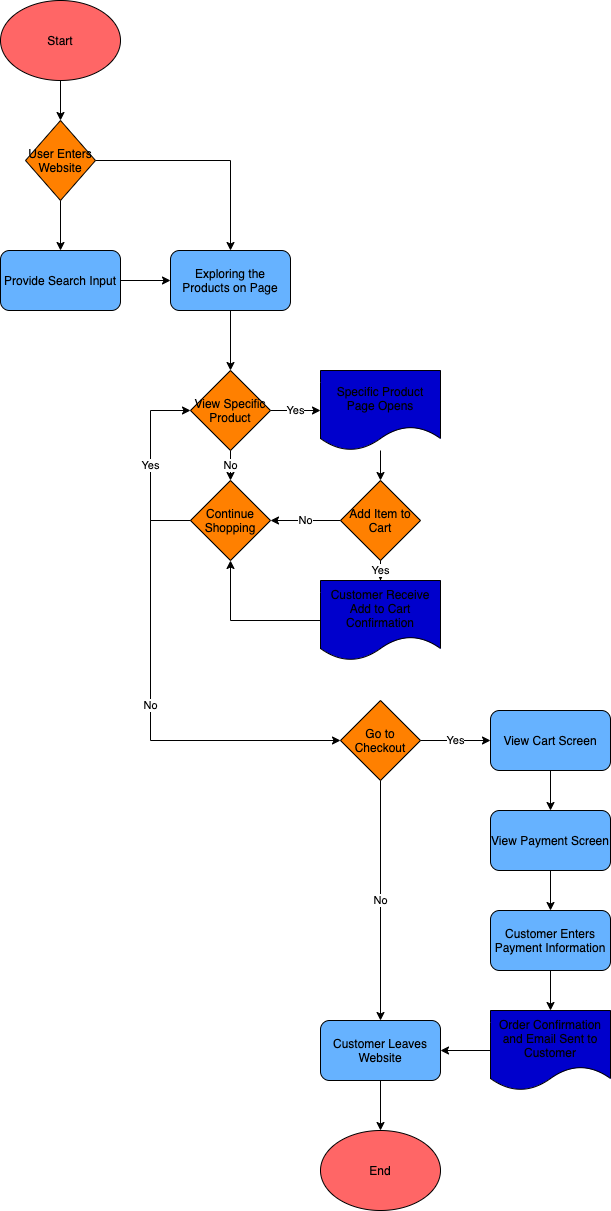 Start
User Enters
Website
Provide Search Input
Exploring the
Products on Page
View Specific
Product
Yes
Specific Product
Page Opens
No
Yes
Continue
Shopping
No
Add Item to
Cart
Yes
Customer Receive
Add to Cart
Confirmation
No
Go to
Checkout
Yes
View Cart Screen
View Payment Screen
No
Customer Enters
Payment Information
Order Confirmation
and Email Sent to
Customer
Customer Leaves
Website
End